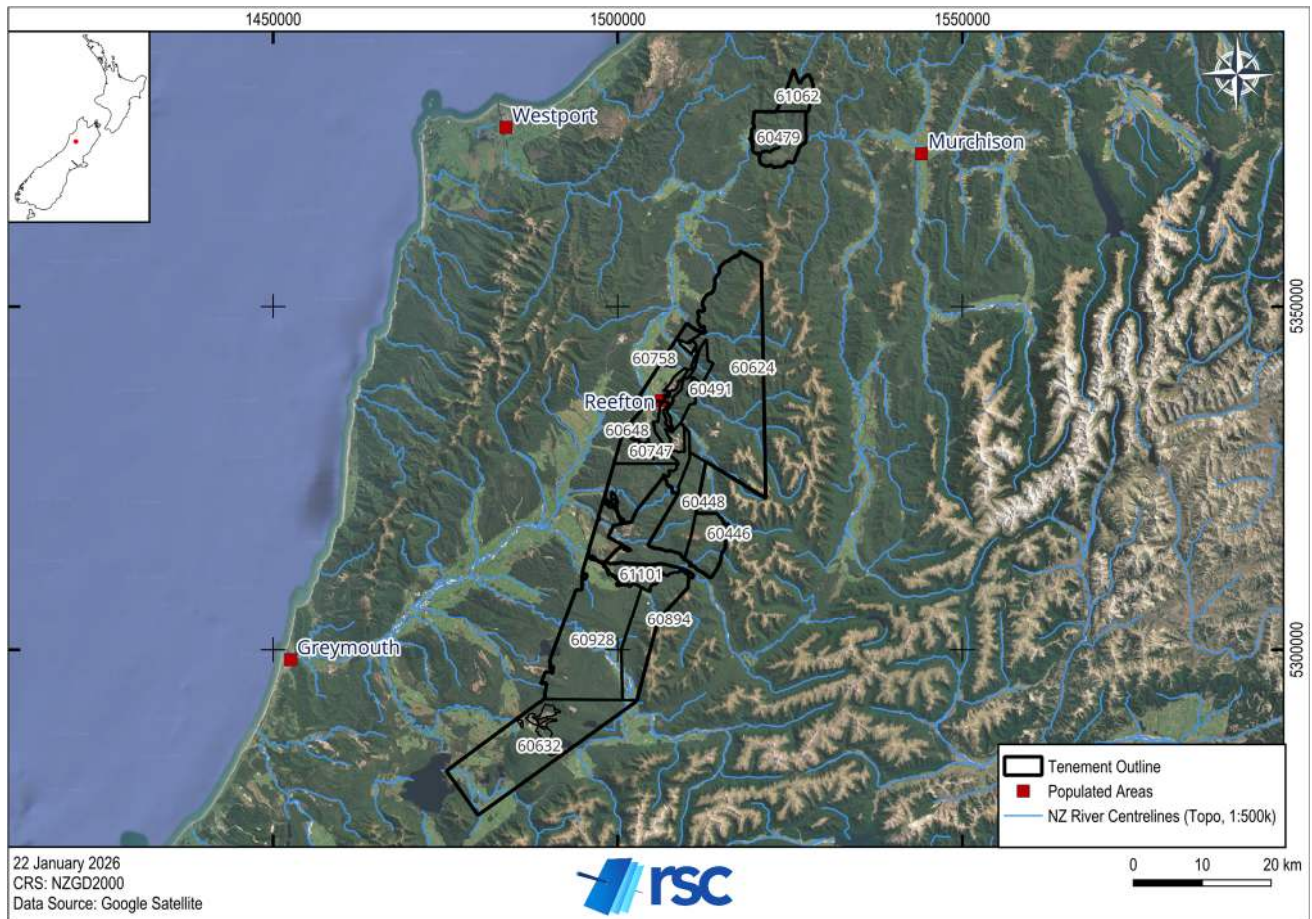 1450000
1500000
1550000
61062
Westport
60479
Murchison
5350000
60758
60624
60491
Reefton
60648
60747
60448
60446
61101
60894
60928
5300000
Greymouth
60632
Tenement Outline
Populated Areas
NZ River Centrelines (Topo, 1:500k)
22 January 2026
CRS: NZGD2000
Data Source: Google Satellite
rsc
0 10 20 km